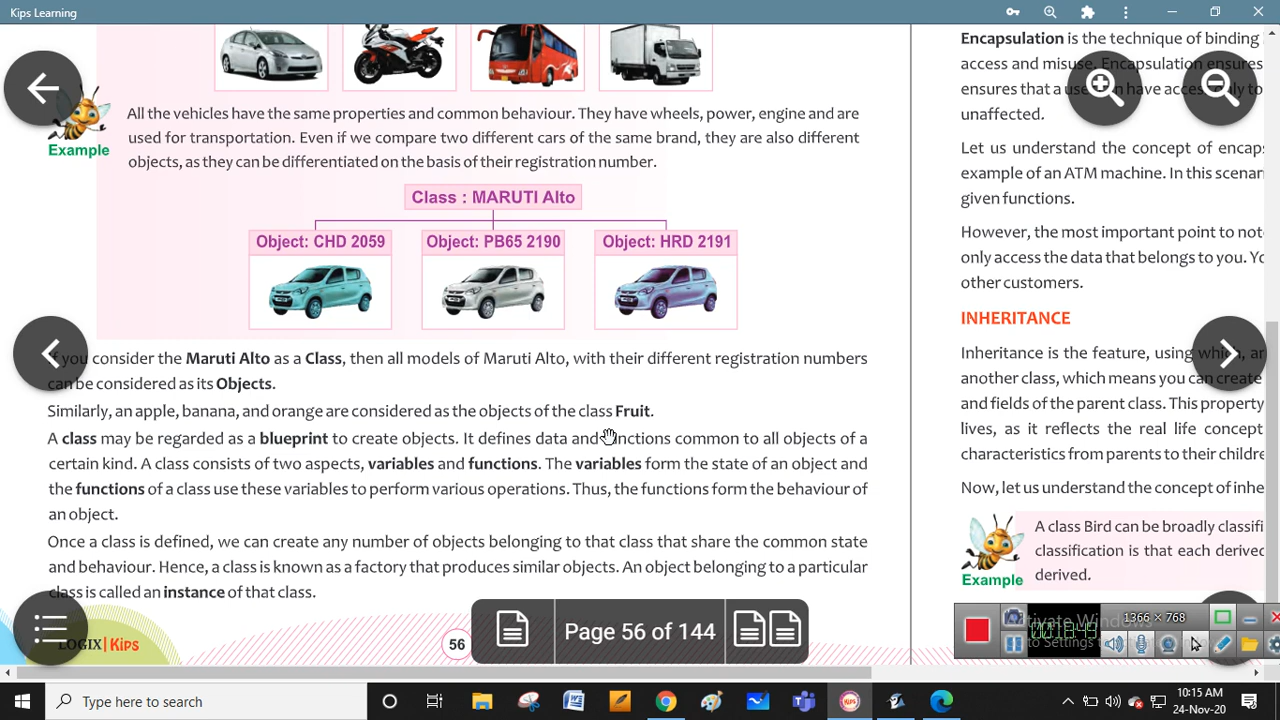 Kips Learning
All the vehicles have the same properties and common behaviour. They have wheels, power, engine and are
used for transportation. Even if we compare two different cars of the same brand, they are also different
objects, as they can be differentiated on the basis of their registration number.
Example
Class : MARUTI Alto
Object: CHD 2059
Object: PB65 2190
Object: HRD 2191
If you consider the Maruti Alto as a Class, then all models of Maruti Alto, with their different registration numbers
can be considered as its Objects.
Similarly, an apple, banana, and orange are considered as the objects of the class Fruit.
A class may be regarded as a blueprint to create objects. It defines data and functions common to all objects of a
certain kind. A class consists of two aspects, variables and functions. The variables form the state of an object and
the functions of a class use these variables to perform various operations. Thus, the functions form the behaviour of
an object.
Once a class is defined, we can create any number of objects belonging to that class that share the common state
and behaviour. Hence, a class is known as a factory that produces similar objects. An object belonging to a particular
class is called an instance of that class.
LOGIX Kips
56
Page 56 of 144
Encapsulation is the technique of binding
access and misuse. Encapsulation ensures
ensures that a user can have access only to
unaffected.
Let us understand the concept of encaps
example of an ATM machine. In this scenar
given functions.
However, the most important point to not
only access the data that belongs to you. Yo
other customers.
INHERITANCE
Inheritance is the feature, using which, an
another class, which means you can create
and fields of the parent class. This property
lives, as it reflects the real life concept
characteristics from parents to their childre
Now, let us understand the concept of inhe
A class Bird can be broadly classifi
classification is that each derived
derived.
Example
Activate Windows
to Settings to
1366 × 768
Type here to search
10:15 AM
24-Nov-20